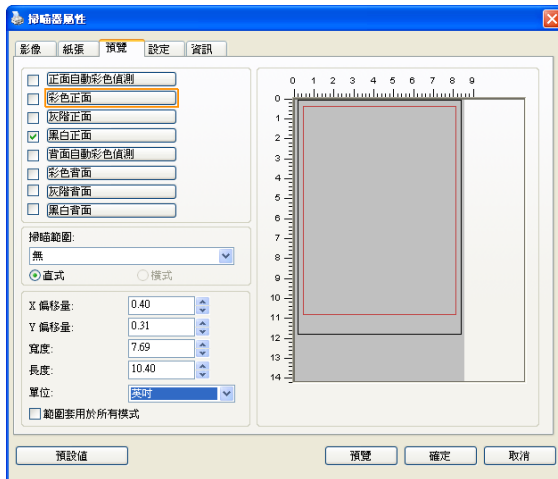 掃瞄器屬性
影像 紙張 預覽 設定 資訊
正面自動彩色偵測
彩色正面
灰階正面
黑白正面
背面自動彩色偵測
彩色背面
灰階背面
黑白背面
掃瞄範圍:
無
直式 橫式
X 偏移量: 0.40
Y 偏移量: 0.31
寬度: 7.69
長度: 10.40
單位: 英吋
範圍套用於所有模式
0 1 2 3 4 5 6 7 8 9
0
1
2
3
4
5
6
7
8
9
10
11
12
13
14
預設值 預覽 確定 取消